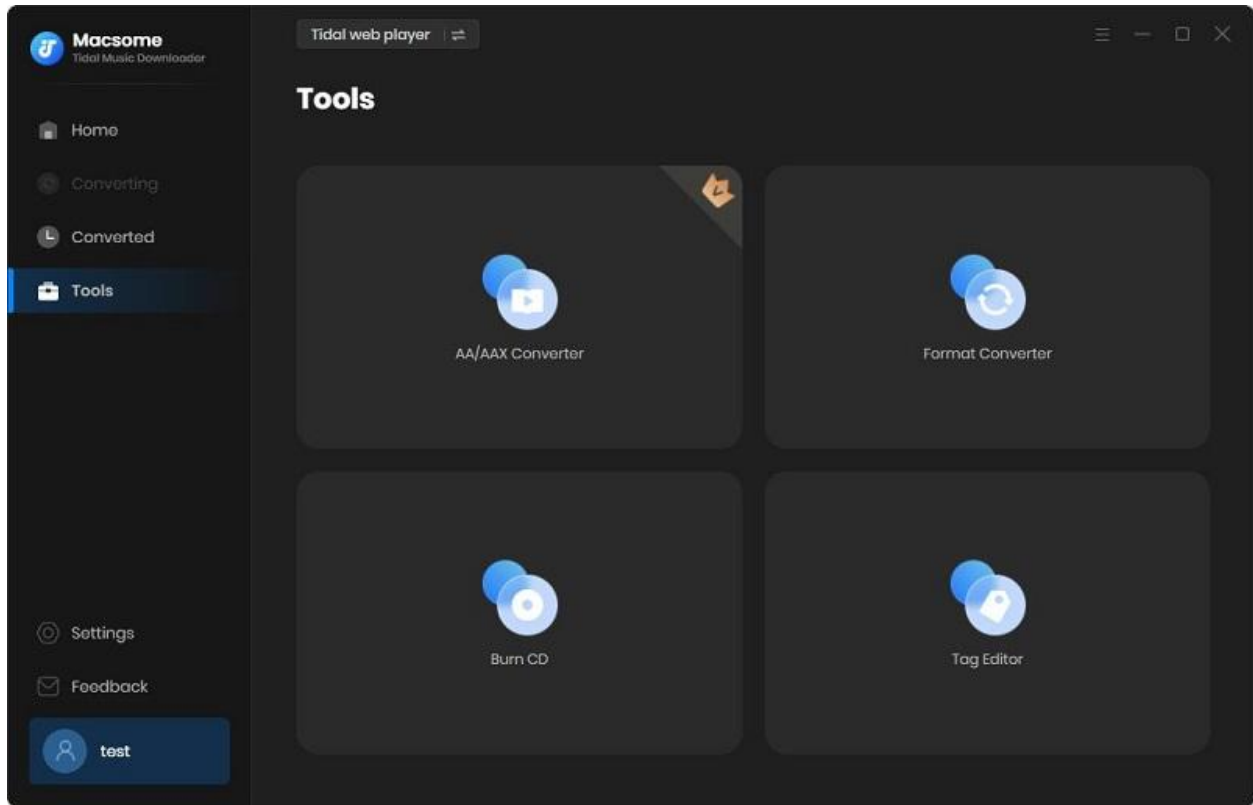 Macsome
Tidal Music Downloader
Tidal web player
Tools
Home
Converting
Converted
Tools
AA/AAX Converter
Format Converter
Burn CD
Tag Editor
Settings
Feedback
test